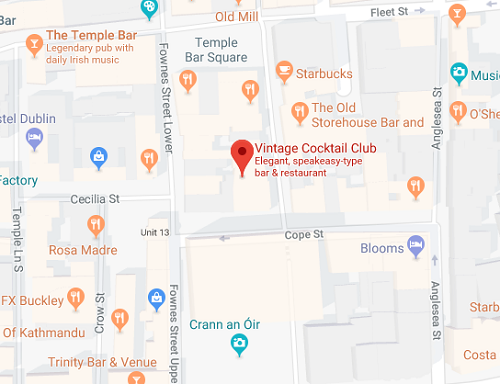 Bar
Old Mill
Fleet St
The Temple Bar
Legendary pub with
daily Irish music
Temple
Bar Square
Fownes Street Lower
Starbucks
Music
The Old
Storehouse Bar and
Anglesea St
O'She
stel Dublin
Vintage Cocktail Club
Elegant, speakeasy-type
bar & restaurant
Factory
Cecilia St
Temple Ln S
Unit 13
Cope St
Rosa Madre
Blooms
FX Buckley
Crow St
Fownes Street Uppe
Anglesea St
Starb
Of Kathmandu
Crann an Óir
Trinity Bar & Venue
Costa